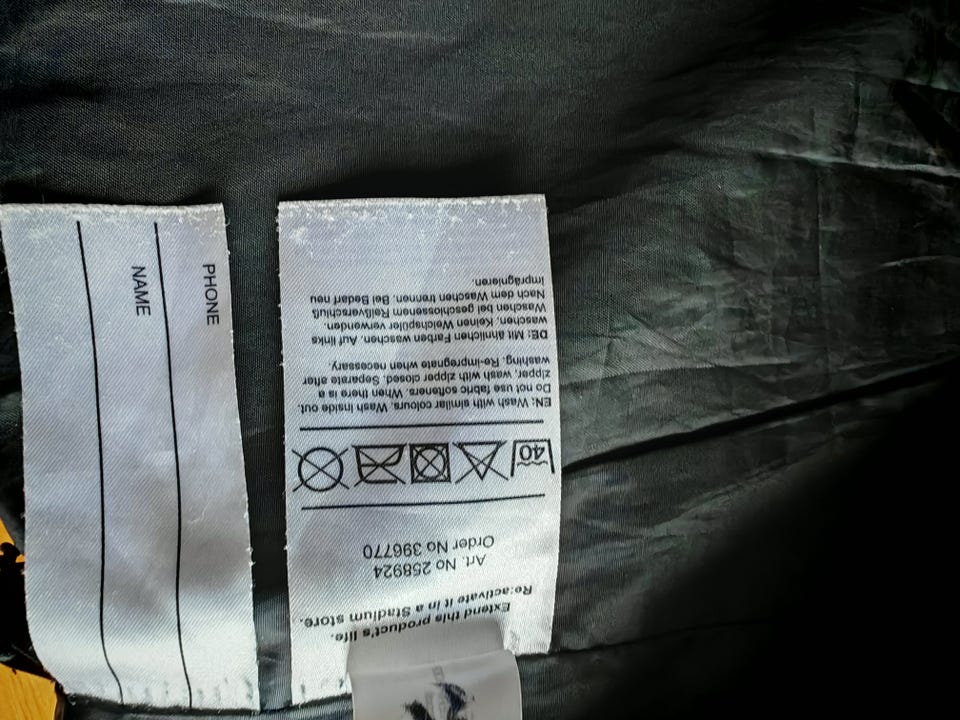 PHONE
NAME
Extend this product's life.
Re:activate it in a Stadium store.
Art. No 258924
Order No 396770
40
EN: Wash with similar colours. Wash inside out.
Do not use fabric softeners. When there is a
zipper, wash with zipper closed. Separate after
washing. Re-impregnate when necessary.
DE: Mit ähnlichen Farben waschen. Auf links
waschen. Keinen Weichspüler verwenden.
Waschen bei geschlossenem Reißverschluß
Nach dem Waschen trennen. Bei Bedarf neu
imprägnieren.